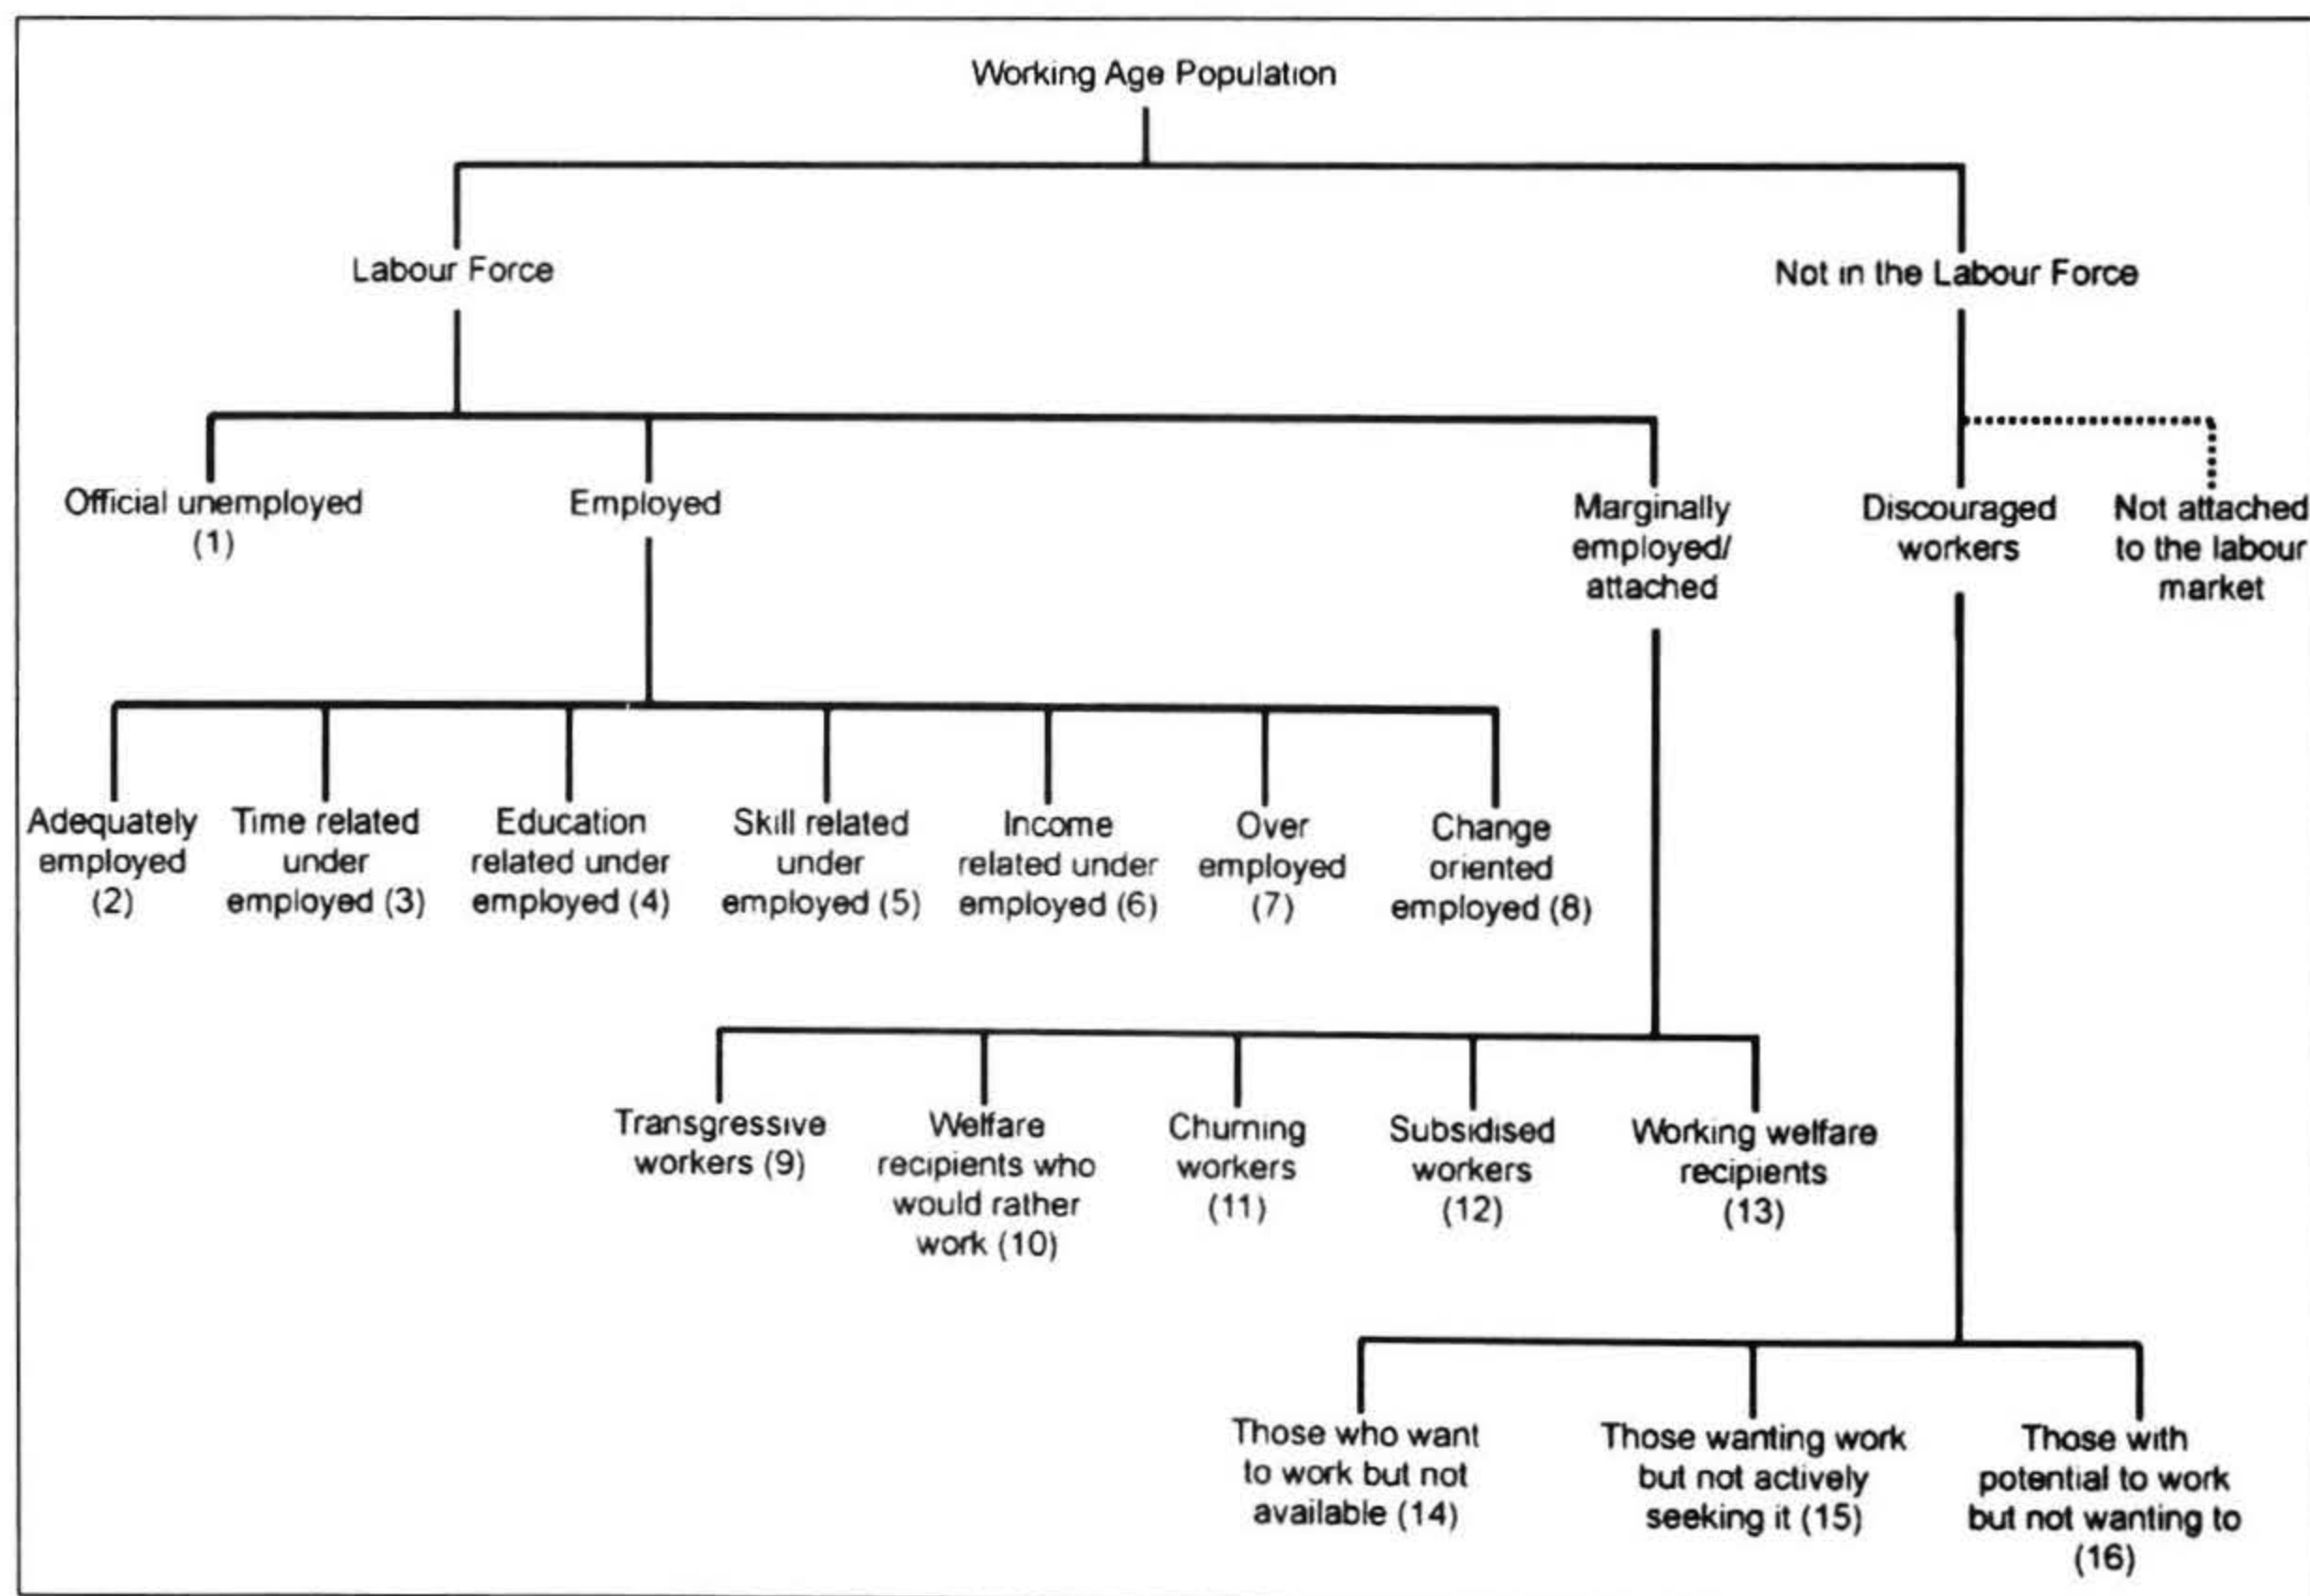 Working Age Population
Labour Force
Not in the Labour Force
Official unemployed
(1)
Employed
Marginally
employed/
attached
Discouraged
workers
Not attached
to the labour
market
Adequately
employed
(2)
Time related
under
employed (3)
Education
related under
employed (4)
Skill related
under
employed (5)
Income
related under
employed (6)
Over
employed
(7)
Change
oriented
employed (8)
Transgressive
workers (9)
Welfare
recipients who
would rather
work (10)
Churning
workers
(11)
Subsidised
workers
(12)
Working welfare
recipients
(13)
Those who want
to work but not
available (14)
Those wanting work
but not actively
seeking it (15)
Those with
potential to work
but not wanting to
(16)